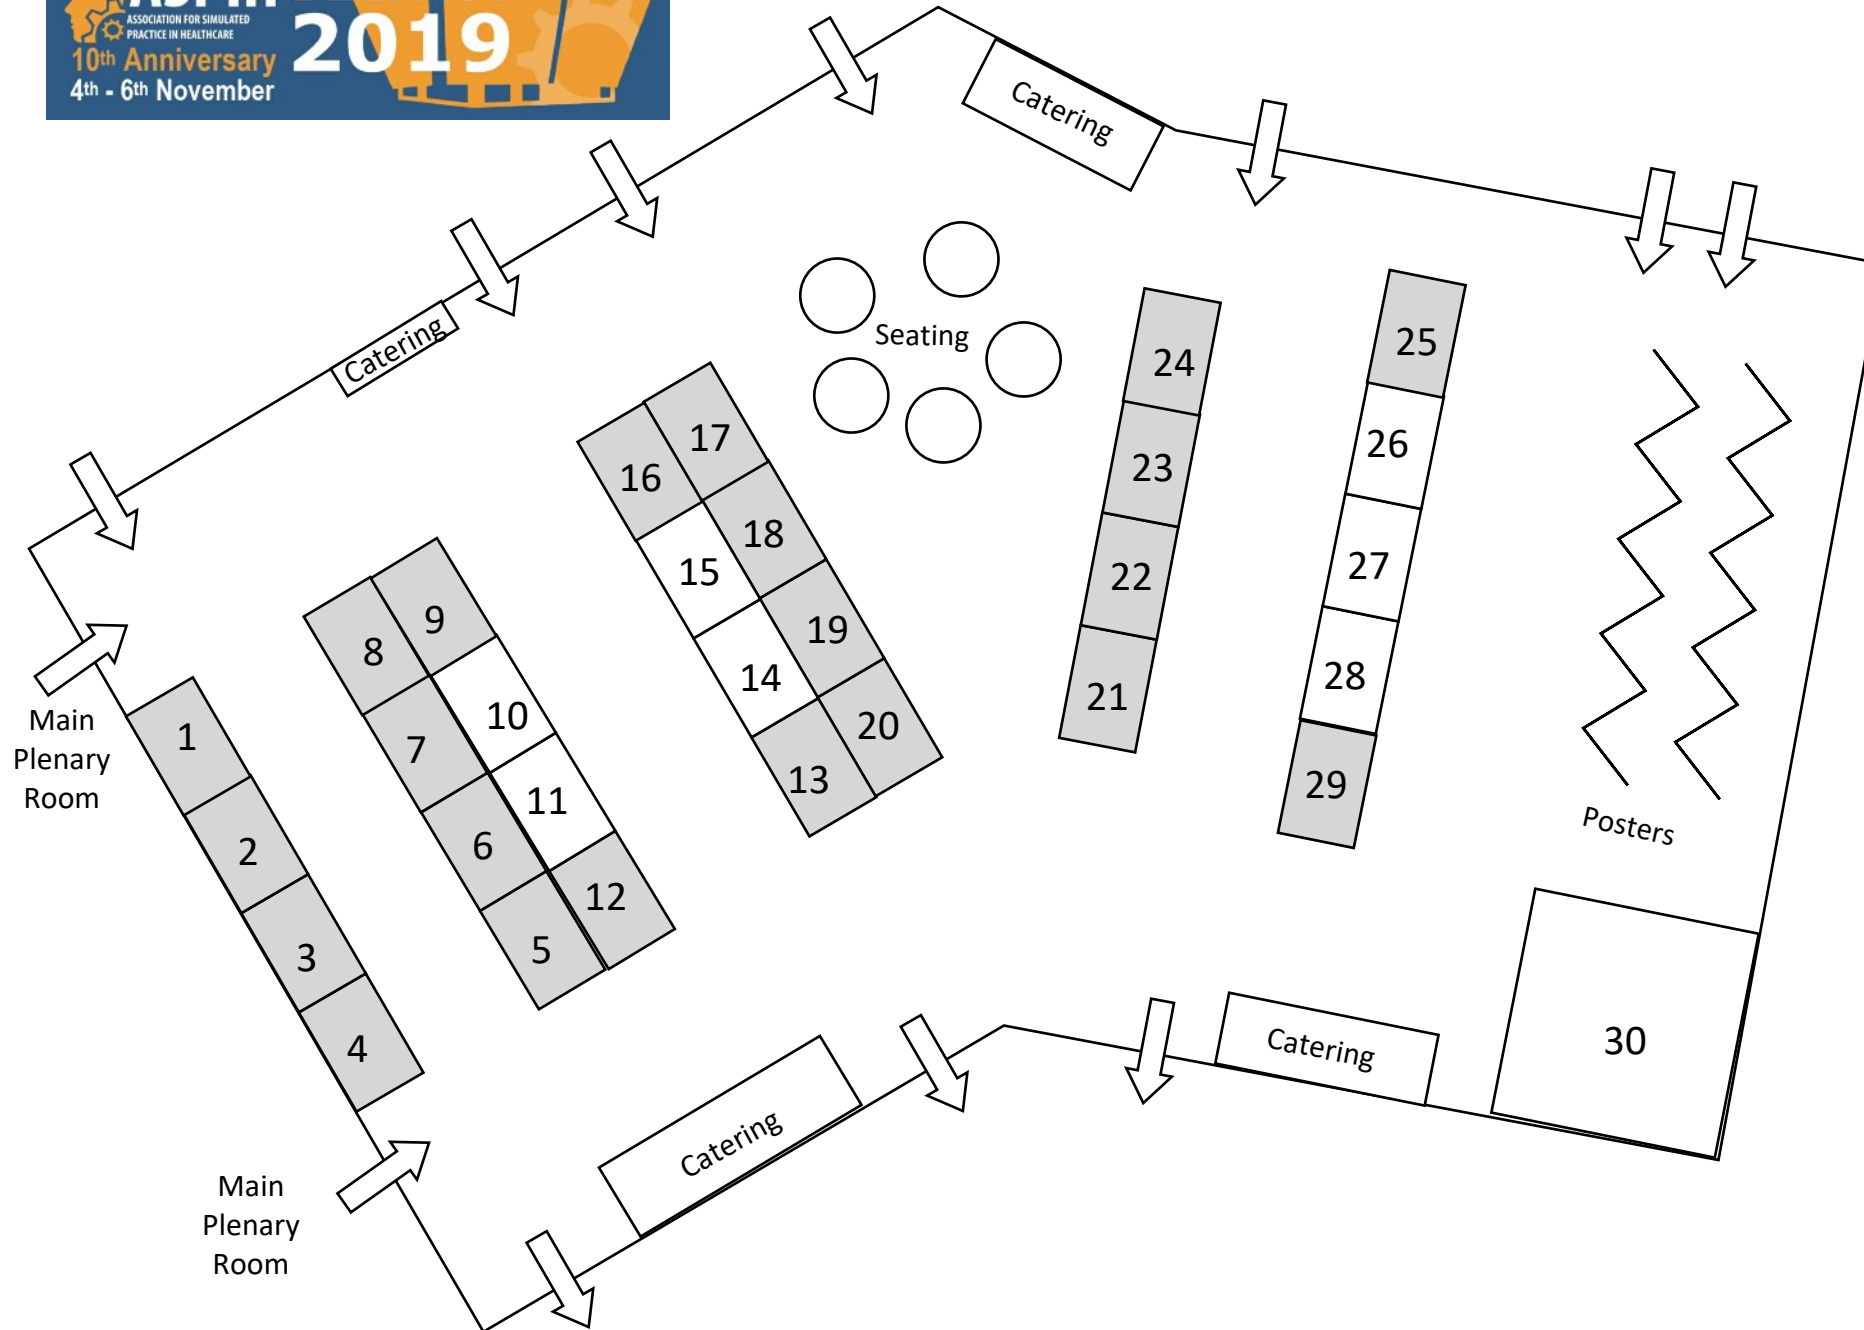 ASSOCIATION FOR SIMULATED
PRACTICE IN HEALTHCARE
10th Anniversary
2019
4th - 6th November
Catering
Catering
Seating
24
25
17
16
23
26
18
15
22
27
9
8
19
14
28
21
10
20
7
13
29
11
6
12
5
Main
Plenary
Room
1
2
3
4
Posters
30
Catering
Catering
Main
Plenary
Room